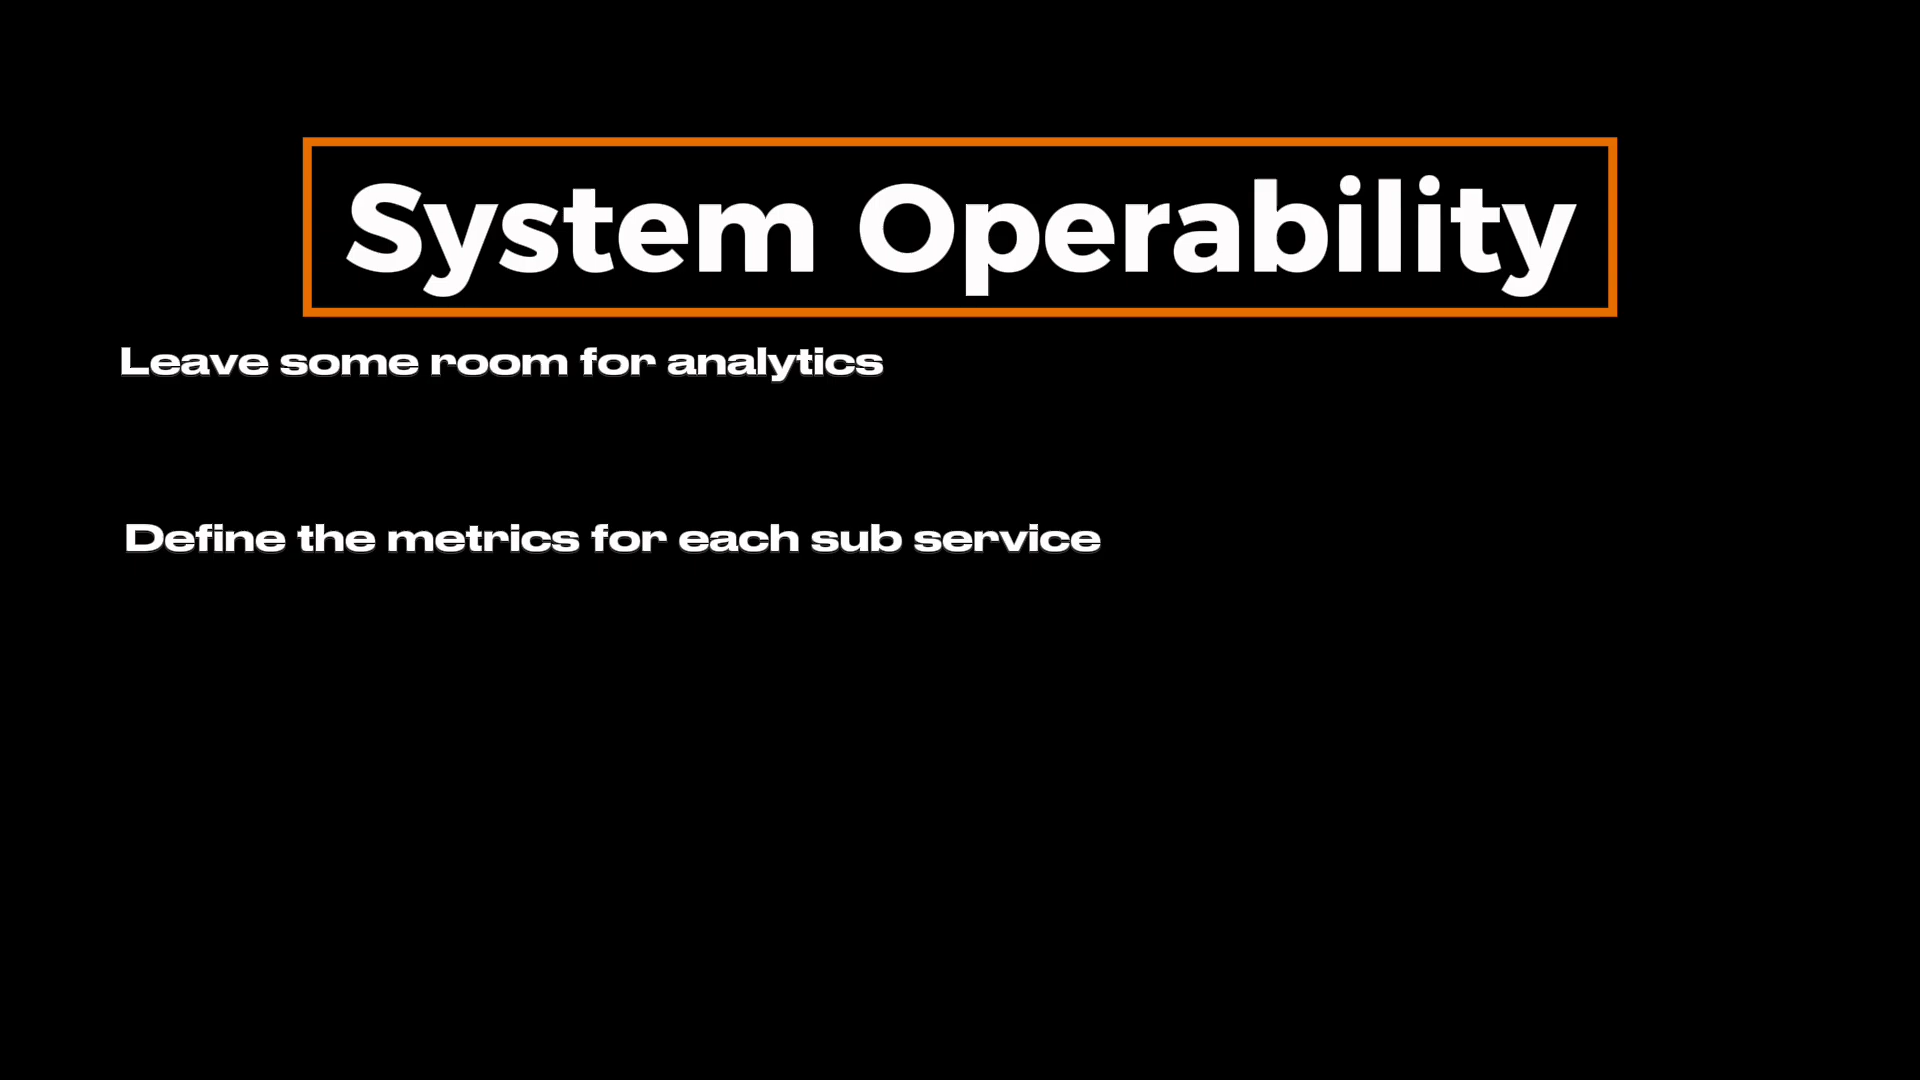 System Operability
Leave some room for analytics
Define the metrics for each sub service